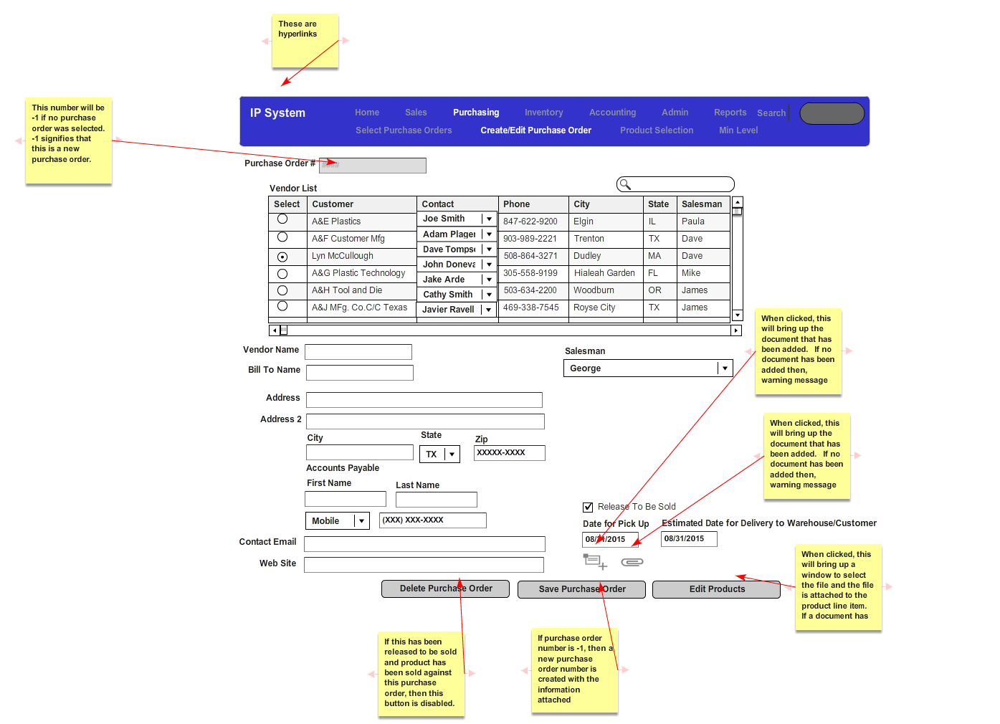 These are
hyperlinks
This number will be
-1 if no purchase
order was selected.
-1 signifies that
this is a new
purchase order.
IP System
Home Sales Purchasing Inventory Accounting Admin Reports Search
Select Purchase Orders Create/Edit Purchase Order Product Selection Min Level
Purchase Order # ####
Vendor List
Select Customer Contact Phone City State Salesman
A&E Plastics Joe Smith 847-622-9200 Elgin IL Paula
A&F Customer Mfg Adam Plager 903-989-2221 Trenton TX Dave
Lyn McCullough Dave Tomps 508-864-3271 Dudley MA Dave
A&G Plastic Technology John Doneva 305-558-9199 Hialeah Garden FL Mike
Jake Arde
A&H Tool and Die Cathy Smith 503-634-2200 Woodburn OR James
A&J MFg. Co.C/C Texas Javier Ravell 469-338-7545 Royse City TX James
When clicked, this
will bring up the
document that has
been added. If no
document has been
added then,
warning message
Vendor Name
Bill To Name
Salesman
George
Address
Address 2
City State Zip
TX XXXXX-XXXX
Accounts Payable
First Name Last Name
Mobile (XXX) XXX-XXXX
Contact Email
Web Site
When clicked, this
will bring up the
document that has
been added. If no
document has been
added then,
warning message
Release To Be Sold
Date for Pick Up Estimated Date for Delivery to Warehouse/Customer
08/31/2015 08/31/2015
Delete Purchase Order Save Purchase Order Edit Products
When clicked, this
will bring up a
window to select
the file and the file
is attached to the
product line item.
If a document has
If this has been
released to be sold
and product has
been sold against
this purchase
order, then this
button is disabled.
If purchase order
number is -1, then a
new purchase
order number is
created with the
information
attached